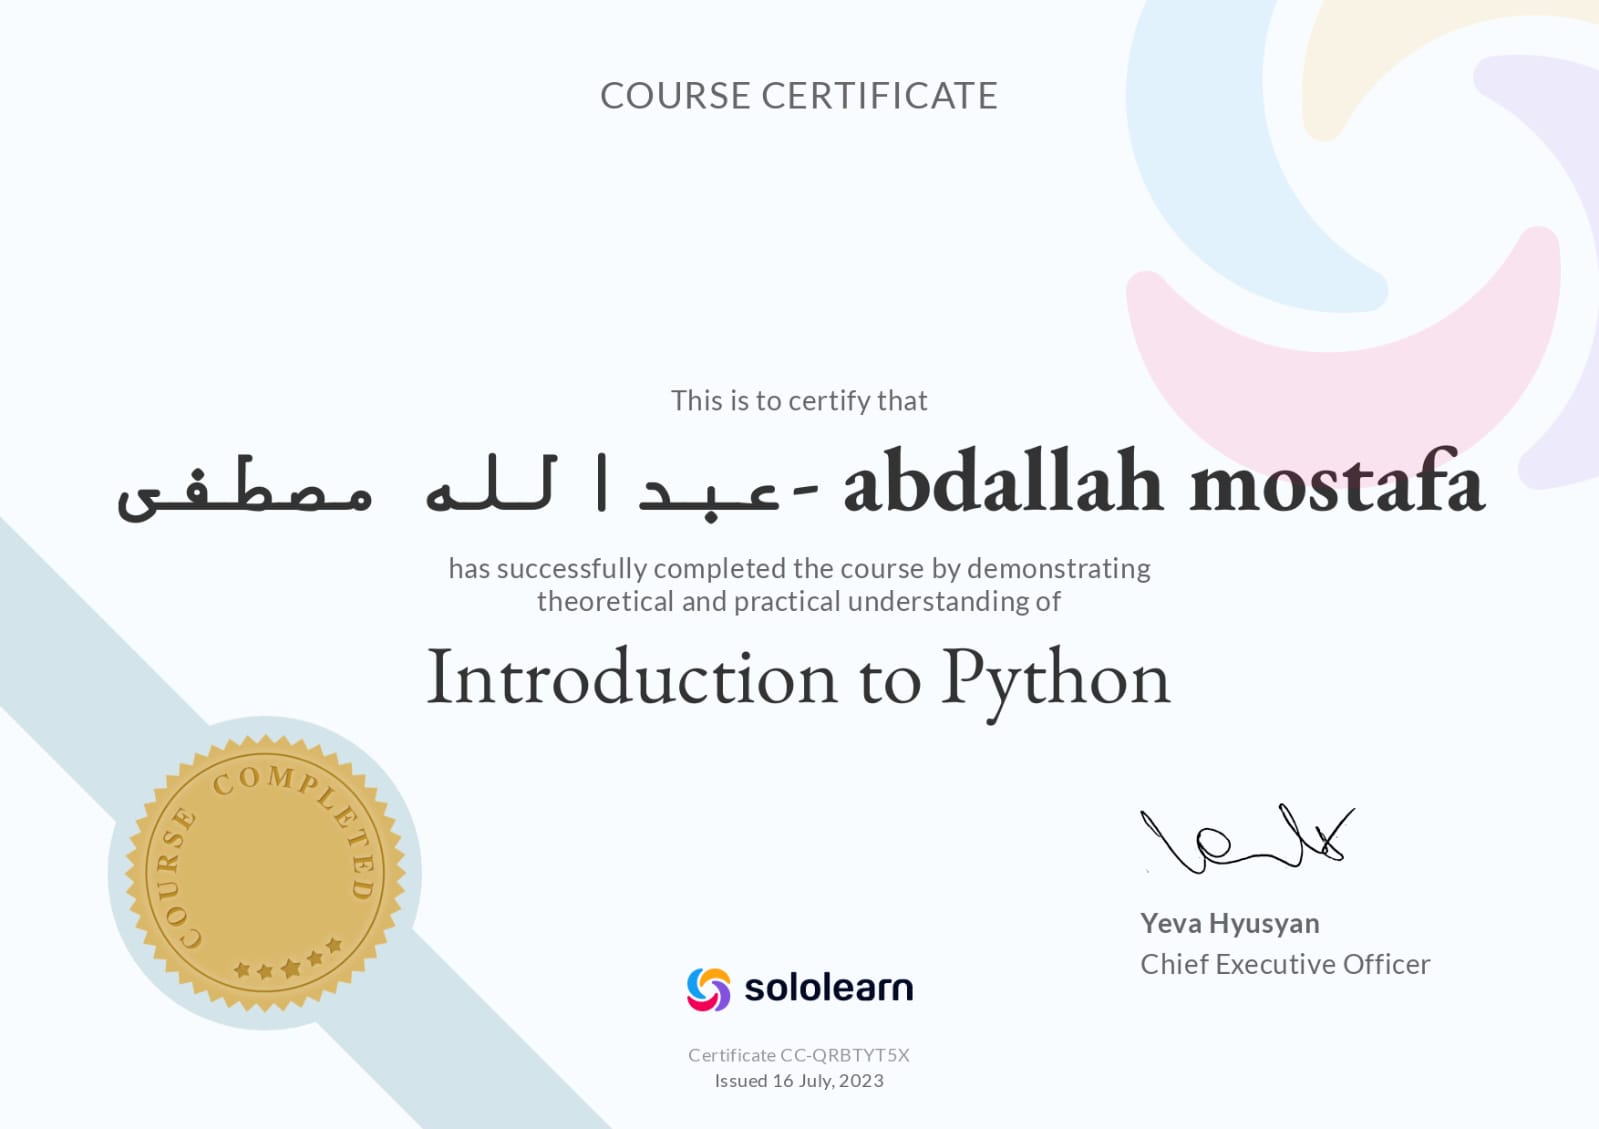 COURSE CERTIFICATE
This is to certify that
عبدالله مصطفى - abdallah mostafa
has successfully completed the course by demonstrating
theoretical and practical understanding of
Introduction to Python
COURSE COMPLETED
Yeva Hyusyan
Chief Executive Officer
sololearn
Certificate CC-QRBTYT5X
Issued 16 July, 2023